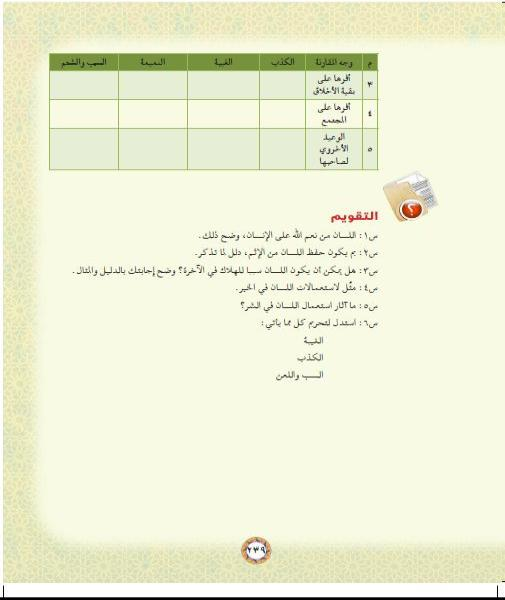 م وجه المقارنة الكذب الغيبة النميمة السب والشتم
٣ أثرها على
بقية الأخلاق
٤ أثرها على
المجتمع
٥ الوعيد
الأخروي
لصاحبها
؟
التقويم
س١: اللسان من نعم الله على الإنسان، وضح ذلك.
س٢: بم يكون حفظ اللسان من الإثم، دلل لما تذكر.
س٣: هل يمكن أن يكون اللسان سببا للهلاك في الآخرة؟ وضح إجابتك بالدليل والمثال.
س٤: مثّل لاستعمالات اللسان في الخير.
س٥: ما آثار استعمال اللسان في الشر؟
س٦: استدل لتحريم كل مما يأتي:
الغيبة
الكذب
السب واللعن
٢٣٩